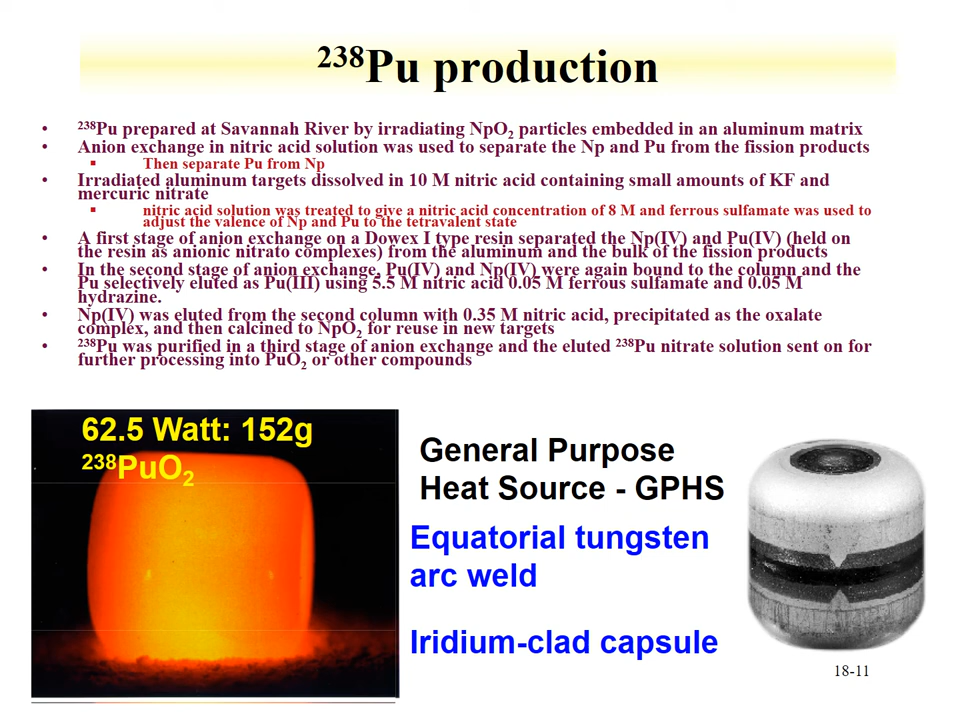 ²³⁸Pu production
• ²³⁸Pu prepared at Savannah River by irradiating NpO₂ particles embedded in an aluminum matrix
• Anion exchange in nitric acid solution was used to separate the Np and Pu from the fission products
▪ Then separate Pu from Np
• Irradiated aluminum targets dissolved in 10 M nitric acid containing small amounts of KF and
mercuric nitrate
▪ nitric acid solution was treated to give a nitric acid concentration of 8 M and ferrous sulfamate was used to
adjust the valence of Np and Pu to the tetravalent state
• A first stage of anion exchange on a Dowex I type resin separated the Np(IV) and Pu(IV) (held on
the resin as anionic nitrato complexes) from the aluminum and the bulk of the fission products
• In the second stage of anion exchange, Pu(IV) and Np(IV) were again bound to the column and the
Pu selectively eluted as Pu(III) using 5.5 M nitric acid 0.05 M ferrous sulfamate and 0.05 M
hydrazine.
• Np(IV) was eluted from the second column with 0.35 M nitric acid, precipitated as the oxalate
complex, and then calcined to NpO₂ for reuse in new targets
• ²³⁸Pu was purified in a third stage of anion exchange and the eluted ²³⁸Pu nitrate solution sent on for
further processing into PuO₂ or other compounds
62.5 Watt: 152g
²³⁸PuO₂
General Purpose
Heat Source - GPHS
Equatorial tungsten
arc weld
Iridium-clad capsule
18-11